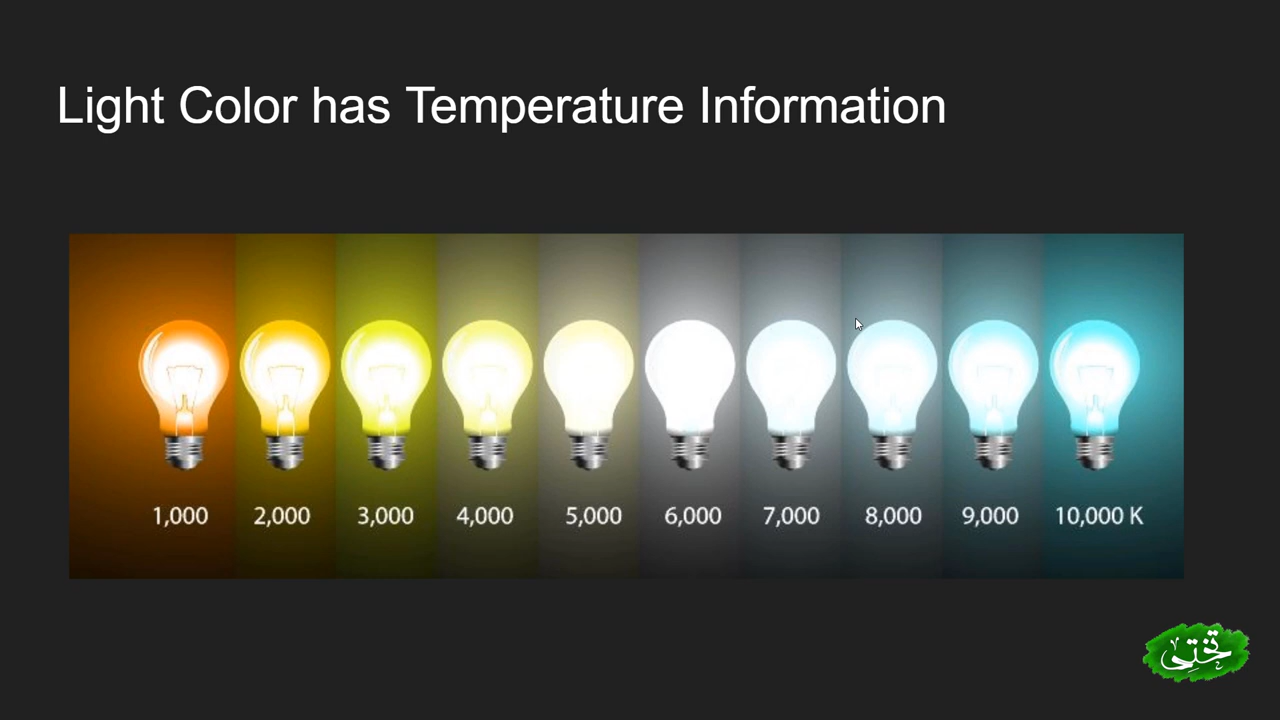 Light Color has Temperature Information
1,000 2,000 3,000 4,000 5,000 6,000 7,000 8,000 9,000 10,000 K
تختی